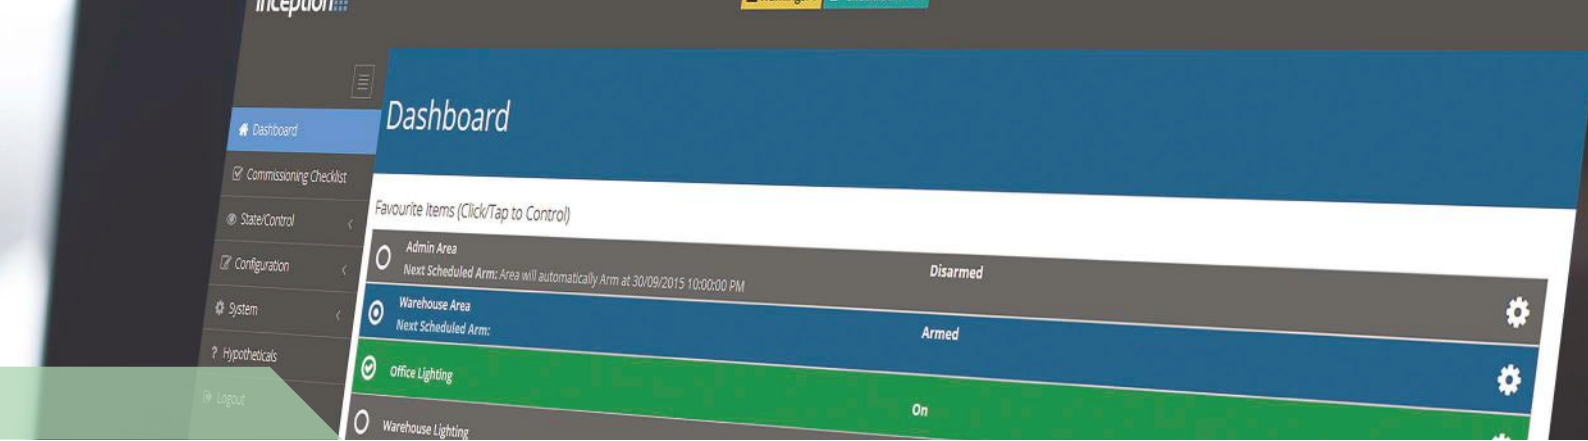 inception
Dashboard
Dashboard
Commissioning Checklist
State/Control
Configuration
System
? Hypotheticals
Logout
Favourite Items (Click/Tap to Control)
Admin Area
Next Scheduled Arm: Area will automatically Arm at 30/09/2015 10:00:00 PM
Disarmed
Warehouse Area
Next Scheduled Arm:
Armed
Office Lighting
On
Warehouse Lighting